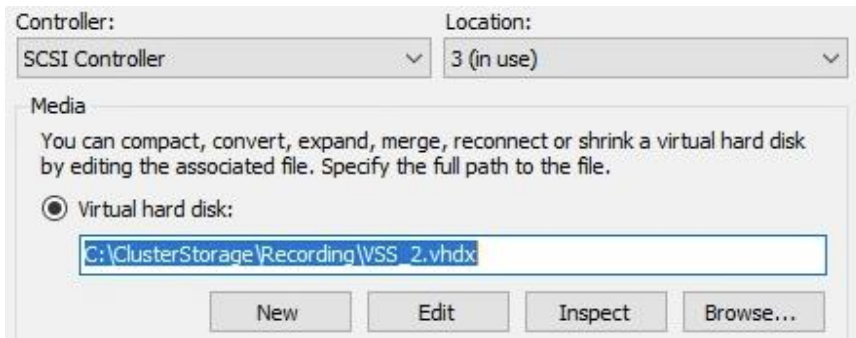 Controller: Location:
SCSI Controller 3 (in use)
Media
You can compact, convert, expand, merge, reconnect or shrink a virtual hard disk
by editing the associated file. Specify the full path to the file.
Virtual hard disk:
C:\ClusterStorage\Recording\VSS_2.vhdx
New Edit Inspect Browse...